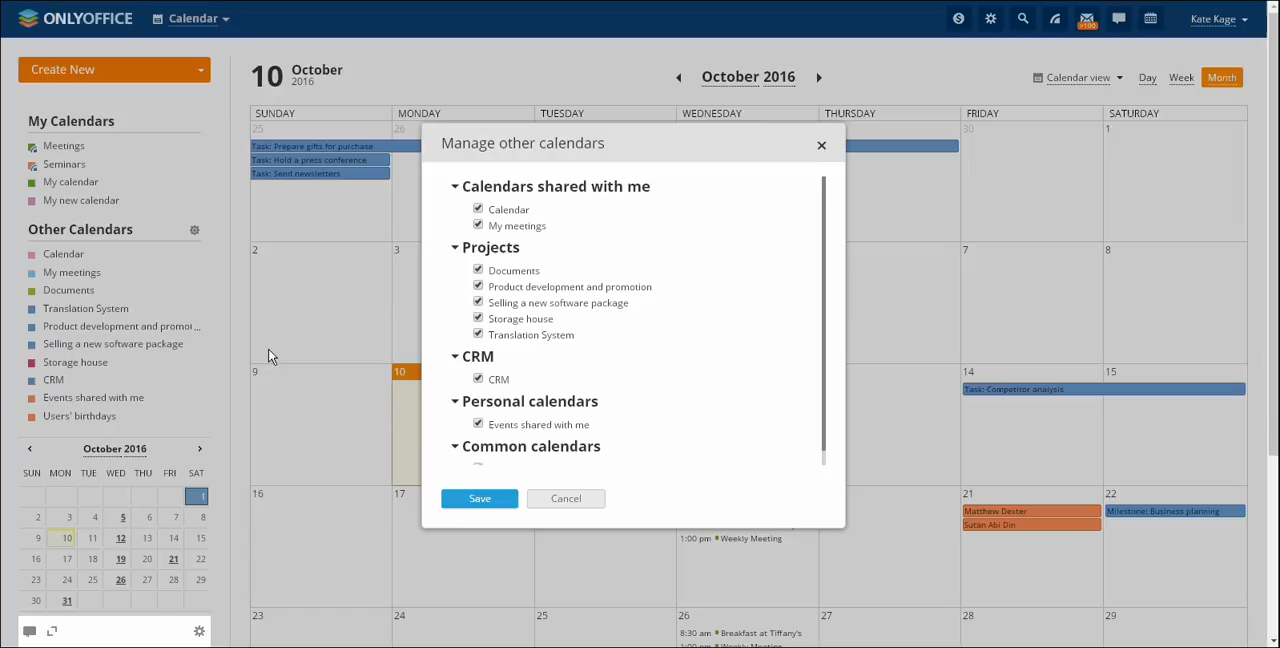 ONLYOFFICE Calendar Kate Kage
>100
Create New
10 October
2016
October 2016
Calendar view Day Week Month
My Calendars
Meetings
Seminars
My calendar
My new calendar
Other Calendars
Calendar
My meetings
Documents
Translation System
Product development and promot...
Selling a new software package
Storage house
CRM
Events shared with me
Users' birthdays
October 2016
SUN MON TUE WED THU FRI SAT
1
2 3 4 5 6 7 8
9 10 11 12 13 14 15
16 17 18 19 20 21 22
23 24 25 26 27 28 29
30 31
SUNDAY MONDAY TUESDAY WEDNESDAY THURSDAY FRIDAY SATURDAY
25 26 30 1
Task: Prepare gifts for purchase
Task: Hold a press conference
Task: Send newsletters
2 3 7 8
9 10 14 15
Task: Competitor analysis
16 17 21 22
Matthew Dexter Milestone: Business planning
Sutan Abi Din
1:00 pm Weekly Meeting
23 24 25 26 27 28 29
8:30 am Breakfast at Tiffany's
1:00 pm Weekly Meeting
Manage other calendars
Calendars shared with me
Calendar
My meetings
Projects
Documents
Product development and promotion
Selling a new software package
Storage house
Translation System
CRM
CRM
Personal calendars
Events shared with me
Common calendars
Save Cancel